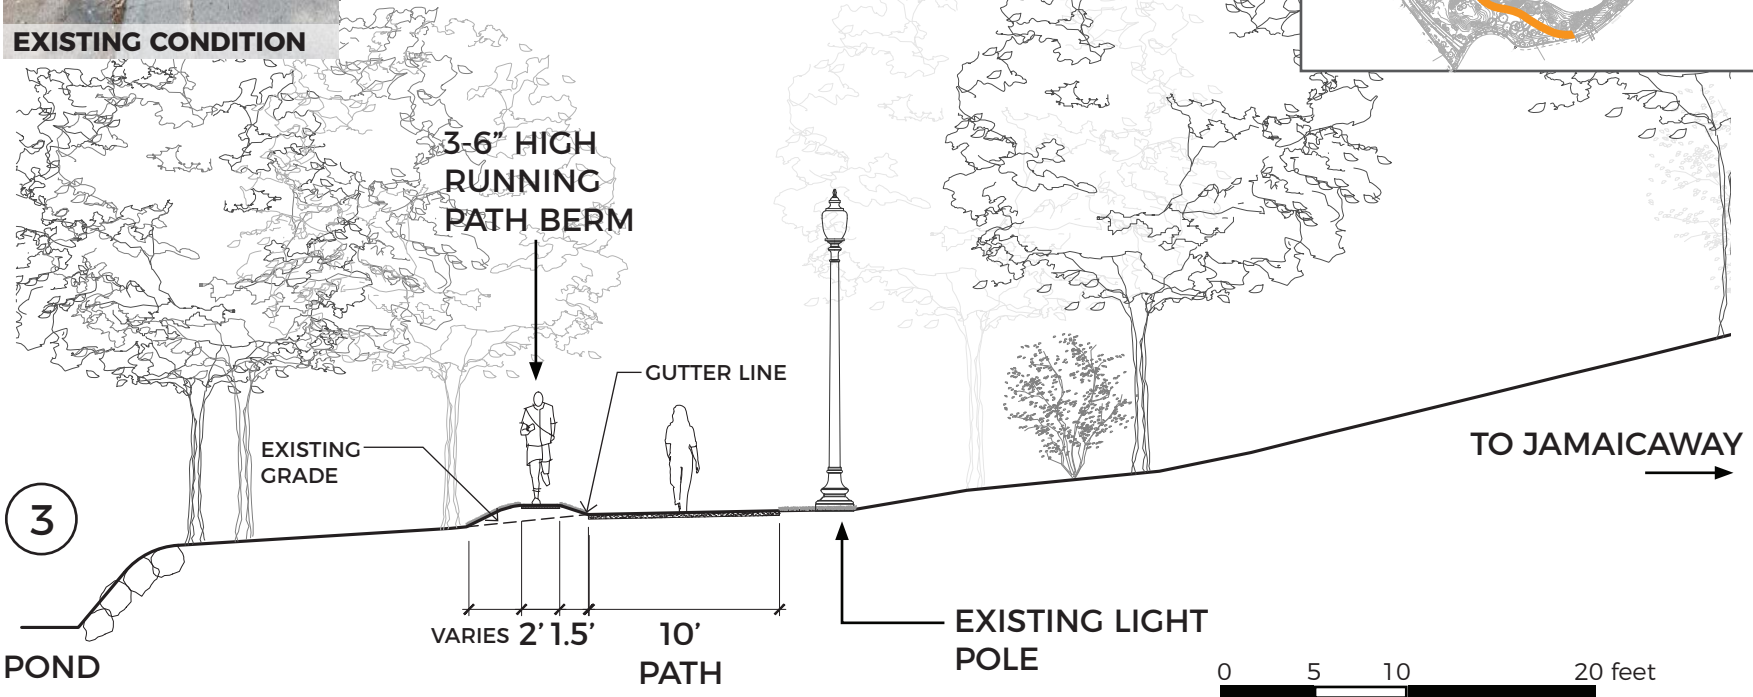 EXISTING CONDITION
3-6” HIGH
RUNNING
PATH BERM
GUTTER LINE
EXISTING
GRADE
TO JAMAICAWAY
3
VARIES 2’ 1.5’ 10’
PATH
EXISTING LIGHT
POLE
POND
0 5 10 20 feet